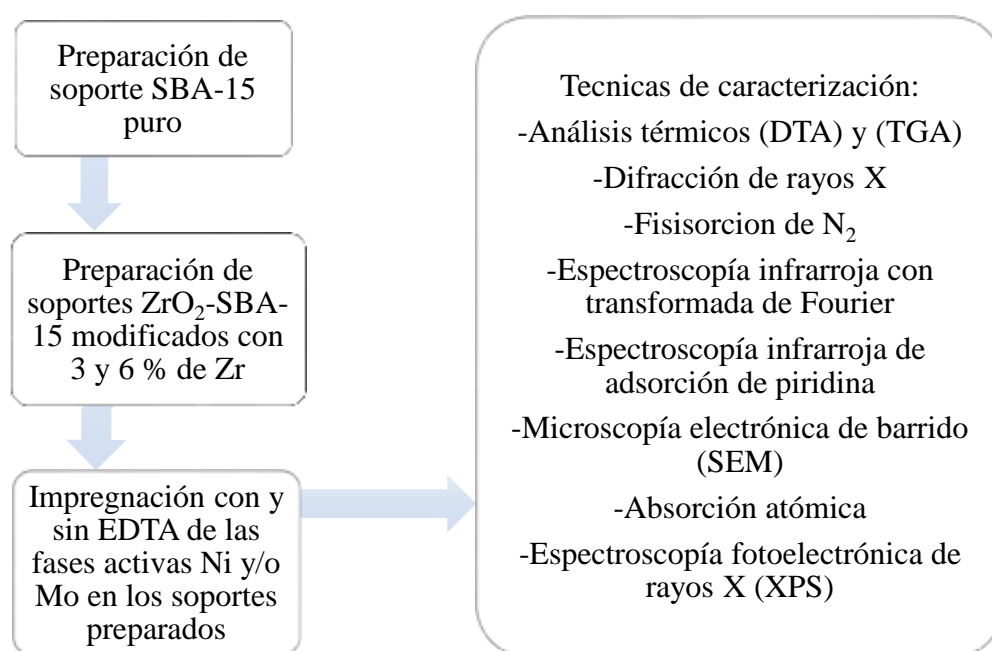 Preparación de
soporte SBA-15
puro
Preparación de
soportes ZrO₂-SBA-
15 modificados con
3 y 6 % de Zr
Impregnación con y
sin EDTA de las
fases activas Ni y/o
Mo en los soportes
preparados
Tecnicas de caracterización:
-Análisis térmicos (DTA) y (TGA)
-Difracción de rayos X
-Fisisorcion de N₂
-Espectroscopía infrarroja con
transformada de Fourier
-Espectroscopía infrarroja de
adsorción de piridina
-Microscopía electrónica de barrido
(SEM)
-Absorción atómica
-Espectroscopía fotoelectrónica de
rayos X (XPS)